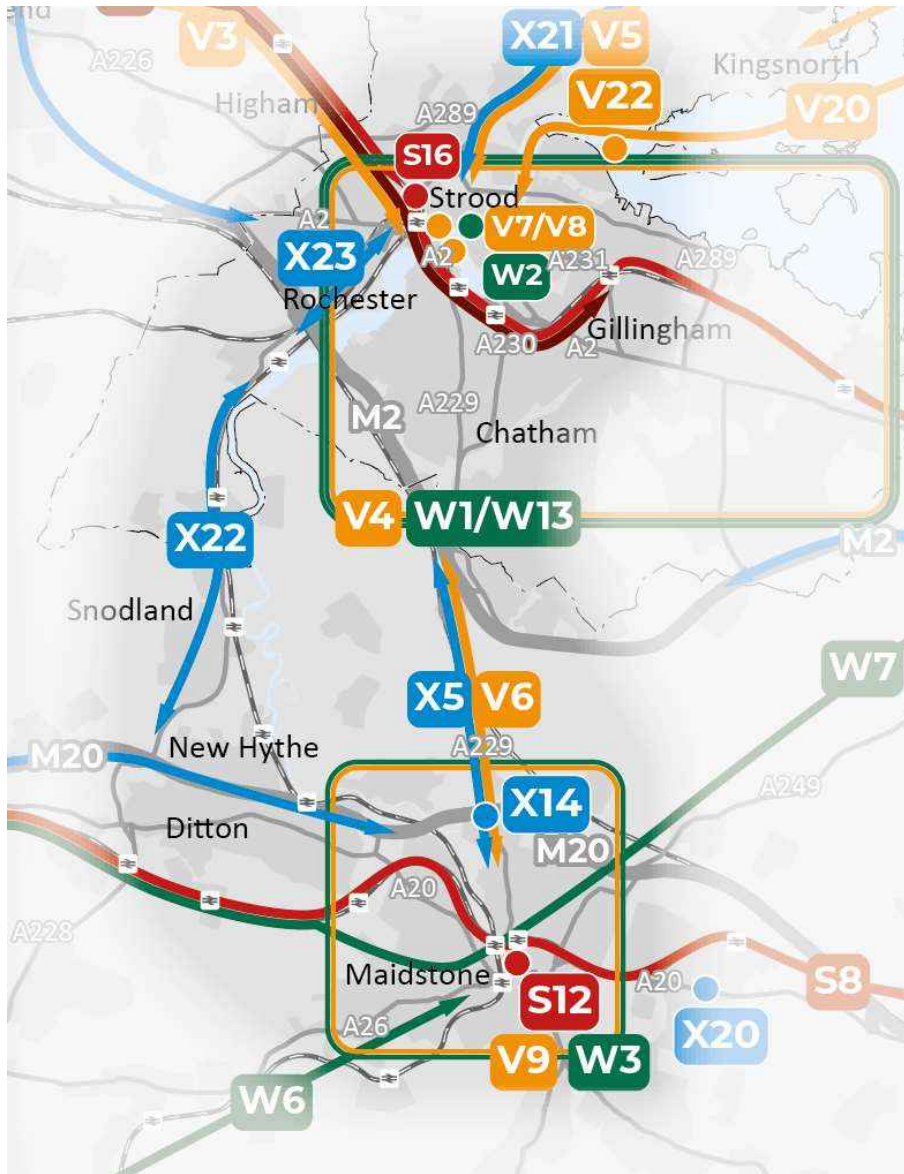 end
V3
X21
V5
A226
Kingsnorth
V22
Higham
A289
V20
S16
Strood
A2
V7/V8
X23
A2
A231
A289
W2
Rochester
Gillingham
A230
A2
M2
A229
Chatham
V4
W1/W13
X22
M2
Snodland
W7
X5
V6
New Hythe
A229
M20
A249
X14
Ditton
M20
A20
A228
Maidstone
A20
S8
S12
A26
X20
V9
W3
W6